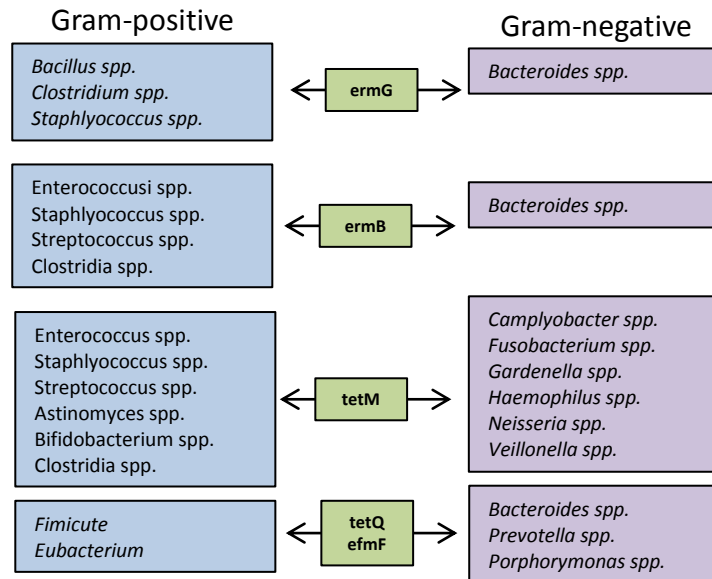 Gram-positive
Gram-negative
Bacillus spp.
Clostridium spp.
Staphlyococcus spp.
ermG
Bacteroides spp.
Enterococcusi spp.
Staphlyococcus spp.
Streptococcus spp.
Clostridia spp.
ermB
Bacteroides spp.
Enterococcus spp.
Staphlyococcus spp.
Streptococcus spp.
Astinomyces spp.
Bifidobacterium spp.
Clostridia spp.
tetM
Camplyobacter spp.
Fusobacterium spp.
Gardenella spp.
Haemophilus spp.
Neisseria spp.
Veillonella spp.
Fimicute
Eubacterium
tetQ
efmF
Bacteroides spp.
Prevotella spp.
Porphorymonas spp.